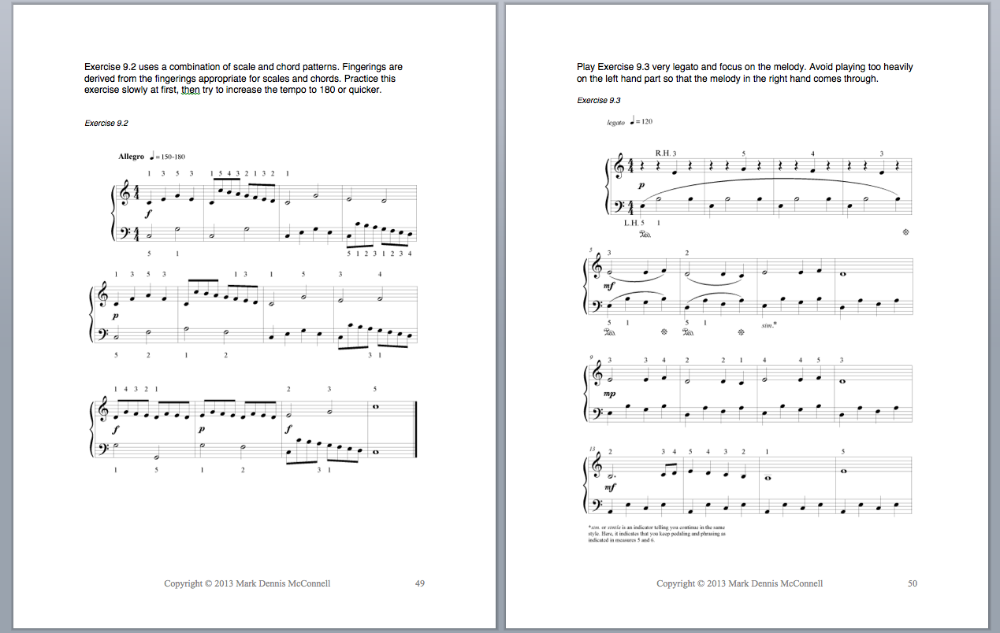 Exercise 9.2 uses a combination of scale and chord patterns. Fingerings are
derived from the fingerings appropriate for scales and chords. Practice this
exercise slowly at first, then try to increase the tempo to 180 or quicker.
Exercise 9.2
Allegro ♩ = 150-180
1 3 5 3 1 5 4 3 2 1 3 2 1
f
5 1 5 1 2 3 1 2 3 4
1 3 5 3 1 3 1 5 3 4
p
5 2 1 2 3 1
1 4 3 2 1 2 3 5
f p f
1 5 1 2 3 1
Copyright © 2013 Mark Dennis McConnell 49
Play Exercise 9.3 very legato and focus on the melody. Avoid playing too heavily
on the left hand part so that the melody in the right hand comes through.
Exercise 9.3
legato ♩ = 120
R.H. 3 5 4 3
p
L.H. 5 1
Ped.
5
3 2
mf
5 1 5 1 sim.*
Ped. Ped.
9
3 3 4 2 2 1 4 4 5 3
mp
13
2 3 4 5 4 3 2 1 5
mf
*sim. or simile is an indicator telling you continue in the same
style. Here, it indicates that you keep pedaling and phrasing as
indicated in measures 5 and 6.
Copyright © 2013 Mark Dennis McConnell 50